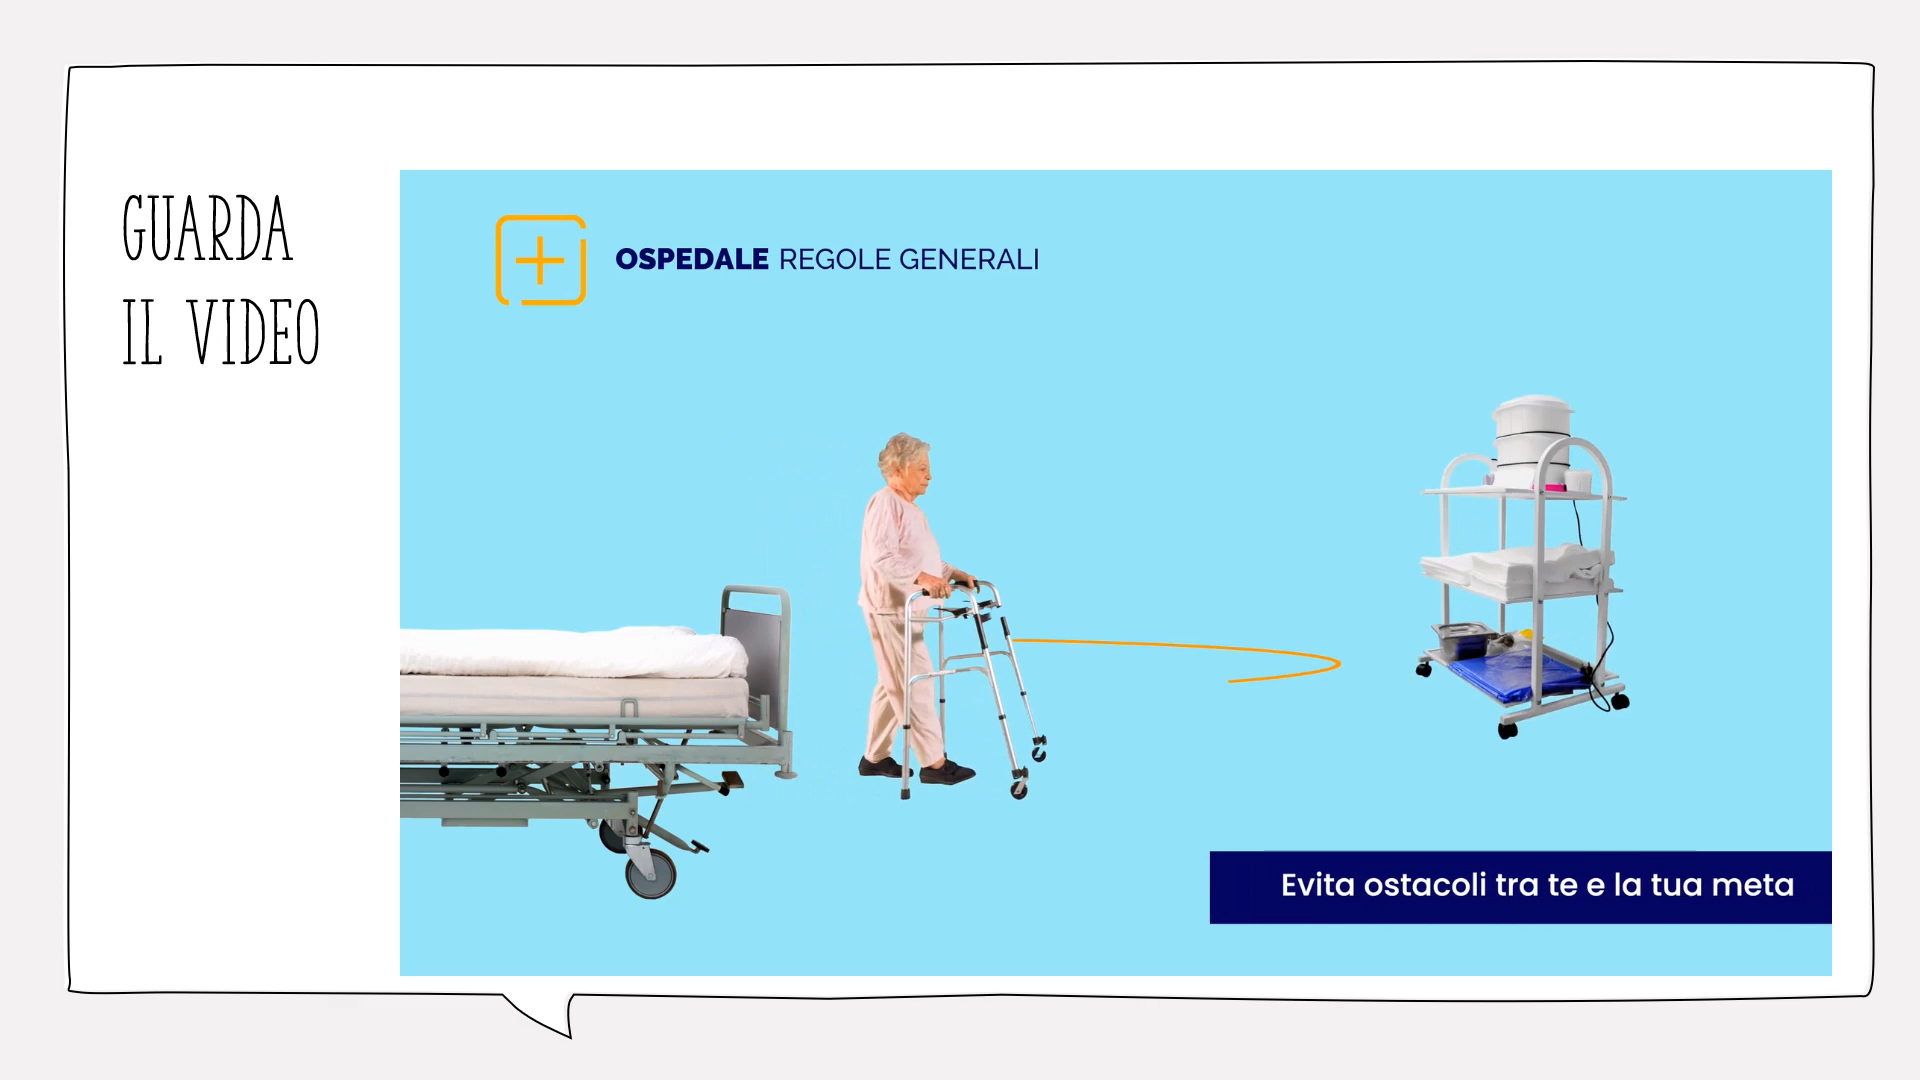 GUARDA
IL VIDEO
OSPEDALE REGOLE GENERALI
Evita ostacoli tra te e la tua meta